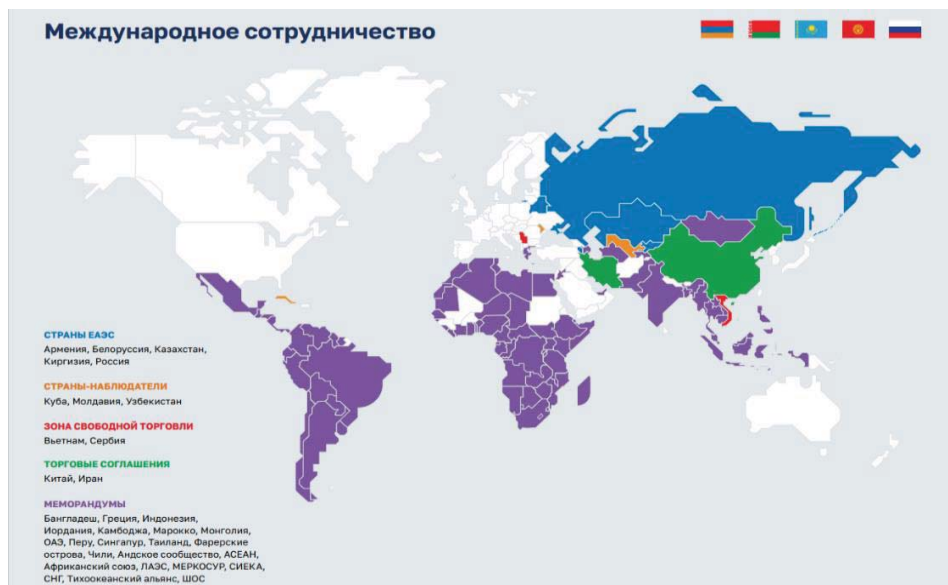 Международное сотрудничество
СТРАНЫ ЕАЭС
Армения, Белоруссия, Казахстан,
Киргизия, Россия
СТРАНЫ-НАБЛЮДАТЕЛИ
Куба, Молдавия, Узбекистан
ЗОНА СВОБОДНОЙ ТОРГОВЛИ
Вьетнам, Сербия
ТОРГОВЫЕ СОГЛАШЕНИЯ
Китай, Иран
МЕМОРАНДУМЫ
Бангладеш, Греция, Индонезия,
Иордания, Камбоджа, Марокко, Монголия,
ОАЭ, Перу, Сингапур, Таиланд, Фарерские
острова, Чили, Андское сообщество, АСЕАН,
Африканский союз, ЛАЭС, МЕРКОСУР, СИЕКА,
СНГ, Тихоокеанский альянс, ШОС